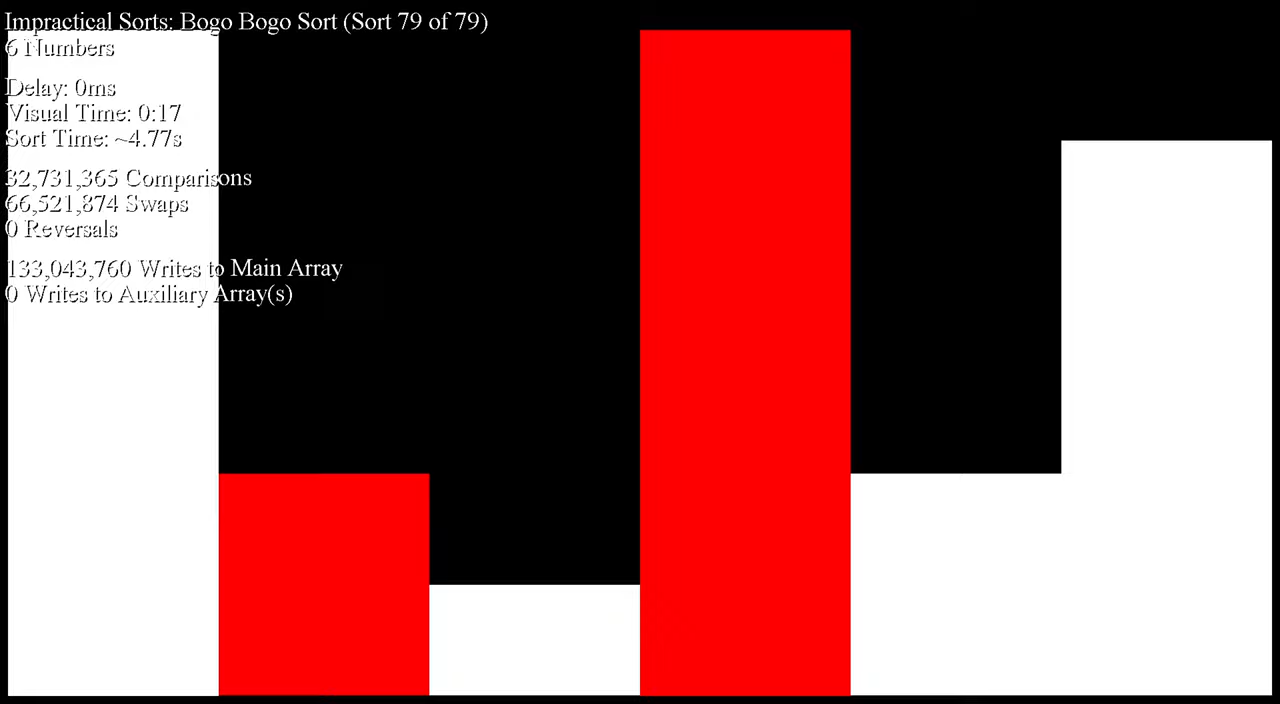 Impractical Sorts: Bogo Bogo Sort (Sort 79 of 79)
6 Numbers
Delay: 0ms
Visual Time: 0:17
Sort Time: ~4.77s
32,731,365 Comparisons
66,521,874 Swaps
0 Reversals
133,043,760 Writes to Main Array
0 Writes to Auxiliary Array(s)